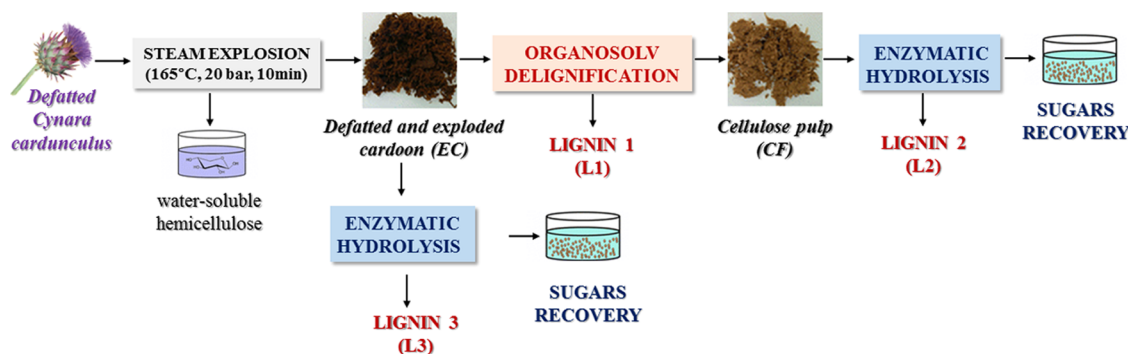 Defatted
Cynara
cardunculus
STEAM EXPLOSION
(165°C, 20 bar, 10min)
water-soluble
hemicellulose
Defatted and exploded
cardoon (EC)
ORGANOSOLV
DELIGNIFICATION
LIGNIN 1
(L1)
Cellulose pulp
(CF)
ENZYMATIC
HYDROLYSIS
LIGNIN 2
(L2)
SUGARS
RECOVERY
ENZYMATIC
HYDROLYSIS
LIGNIN 3
(L3)
SUGARS
RECOVERY